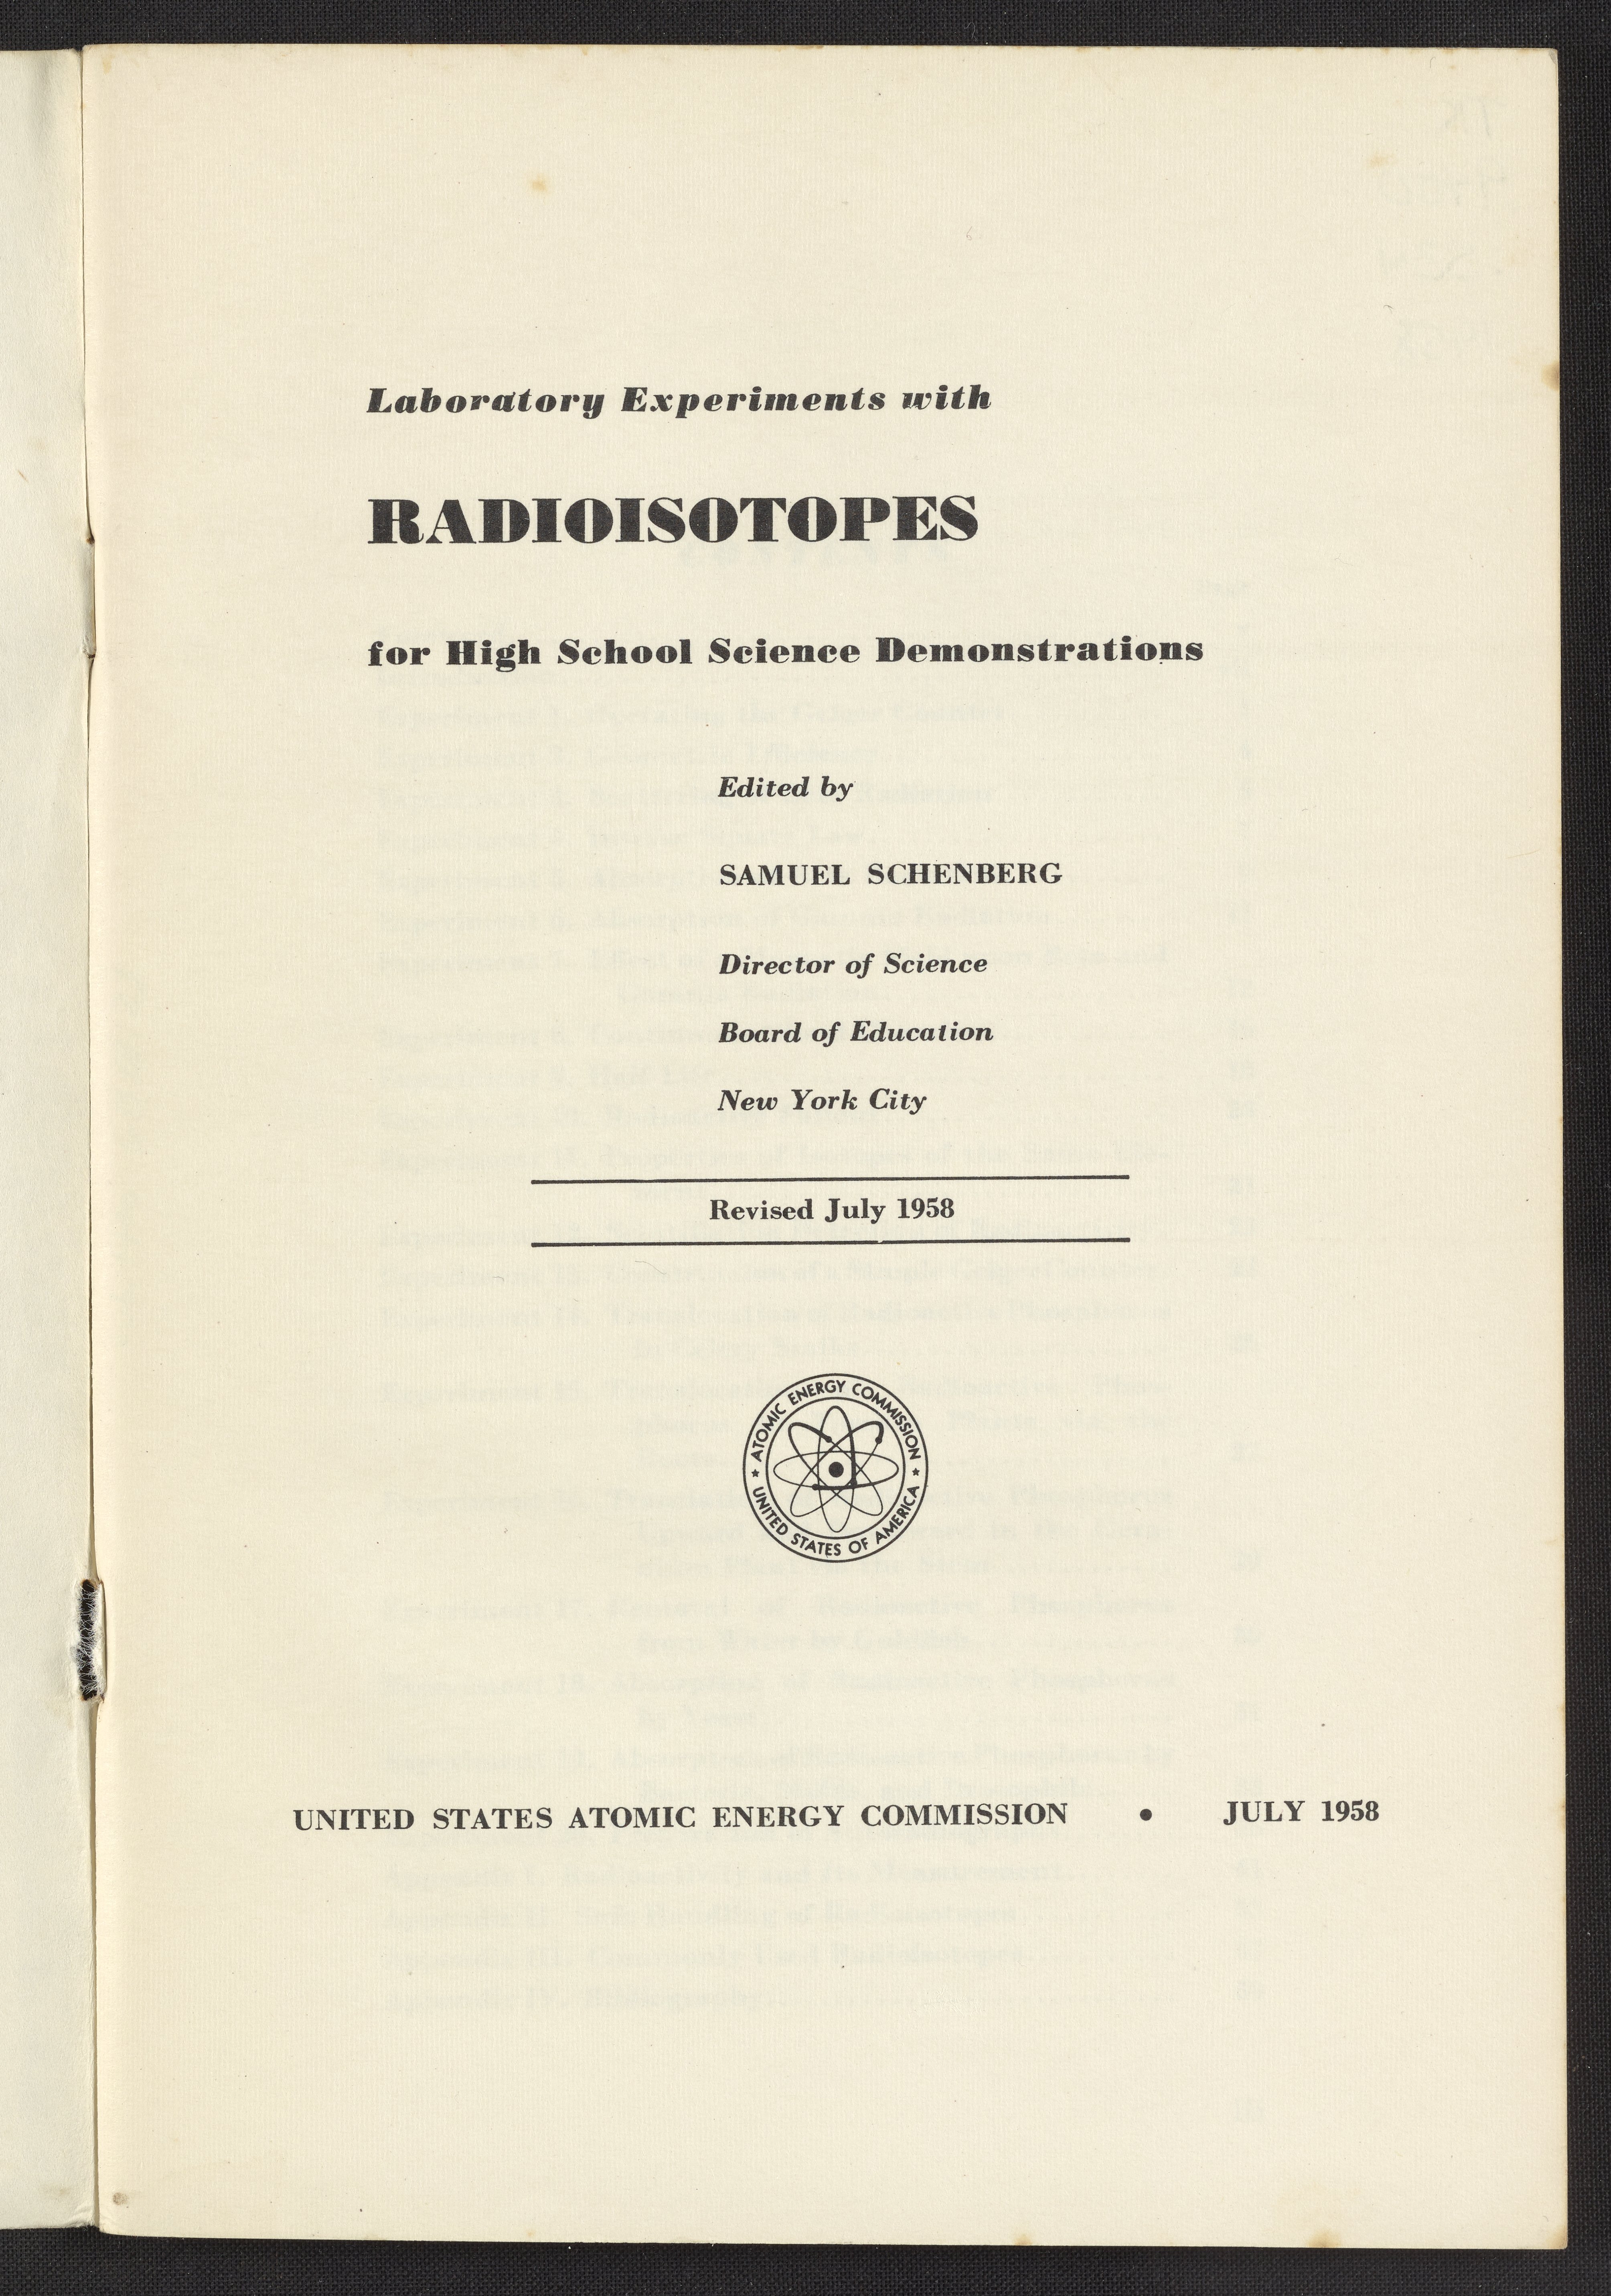 Laboratory Experiments with
RADIOISOTOPES
for High School Science Demonstrations
Edited by
SAMUEL SCHENBERG
Director of Science
Board of Education
New York City
Revised July 1958
ATOMIC ENERGY COMMISSION
UNITED STATES OF AMERICA
UNITED STATES ATOMIC ENERGY COMMISSION • JULY 1958